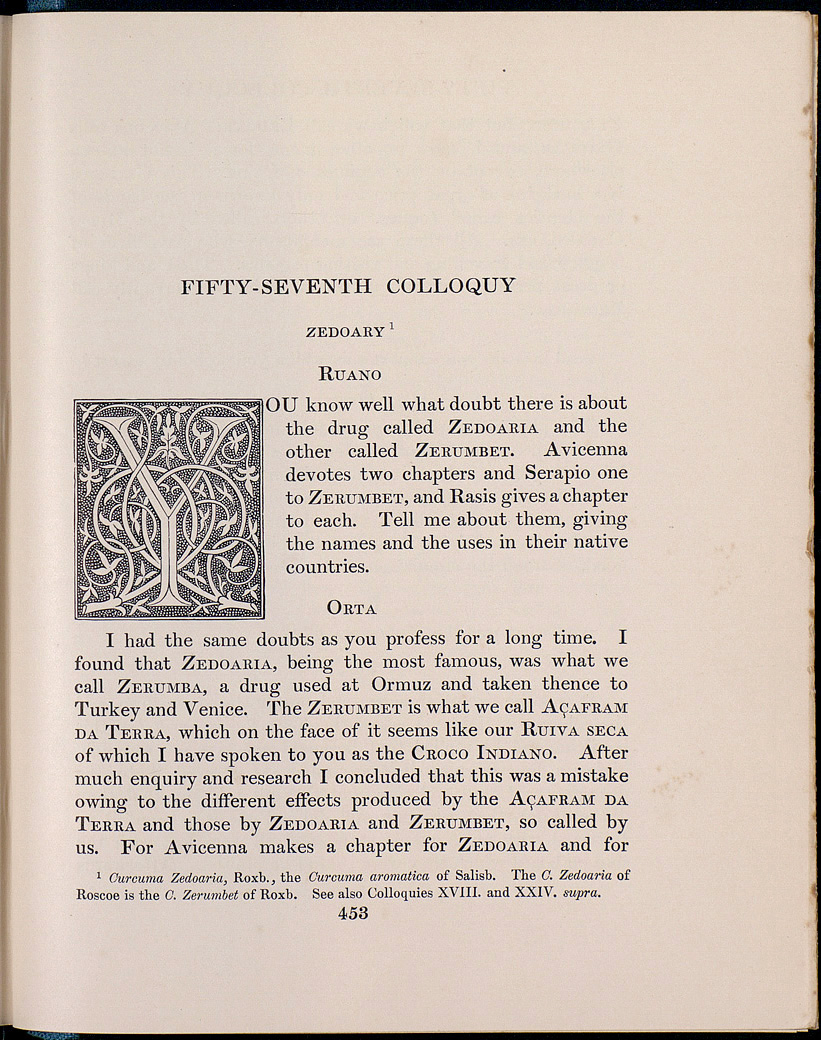 FIFTY-SEVENTH COLLOQUY
ZEDOARY ¹
RUANO
YOU know well what doubt there is about
the drug called ZEDOARIA and the
other called ZERUMBET. Avicenna
devotes two chapters and Serapio one
to ZERUMBET, and Rasis gives a chapter
to each. Tell me about them, giving
the names and the uses in their native
countries.
ORTA
I had the same doubts as you profess for a long time. I
found that ZEDOARIA, being the most famous, was what we
call ZERUMBA, a drug used at Ormuz and taken thence to
Turkey and Venice. The ZERUMBET is what we call AÇAFRAM
DA TERRA, which on the face of it seems like our RUIVA SECA
of which I have spoken to you as the CROCO INDIANO. After
much enquiry and research I concluded that this was a mistake
owing to the different effects produced by the AÇAFRAM DA
TERRA and those by ZEDOARIA and ZERUMBET, so called by
us. For Avicenna makes a chapter for ZEDOARIA and for
¹ Curcuma Zedoaria, Roxb., the Curcuma aromatica of Salisb. The C. Zedoaria of
Roscoe is the C. Zerumbet of Roxb. See also Colloquies XVIII. and XXIV. supra.
453